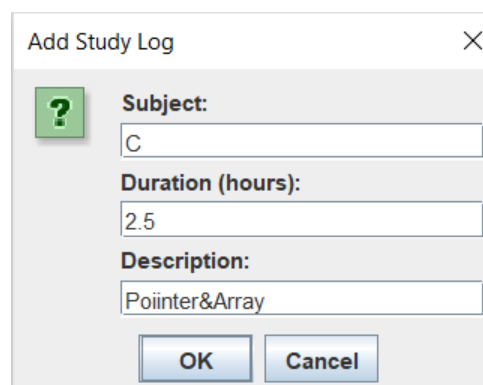 Add Study Log
Subject:
C
Duration (hours):
2.5
Description:
Poiinter&Array
OK Cancel